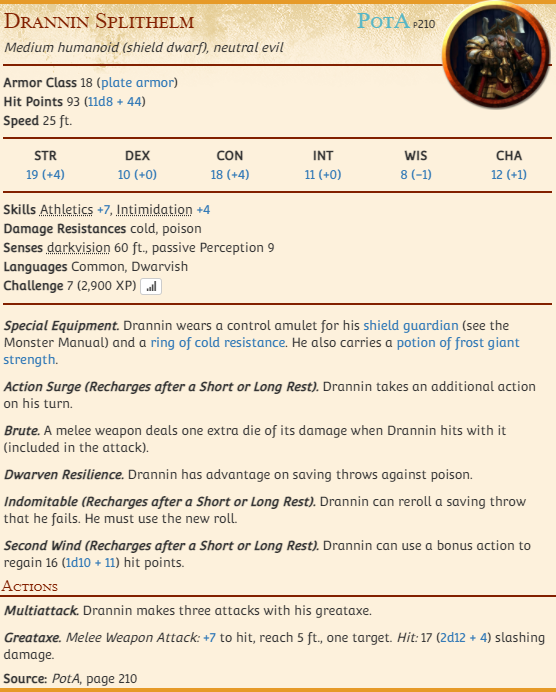 Drannin Splithelm PotA p210
Medium humanoid (shield dwarf), neutral evil
Armor Class 18 (plate armor)
Hit Points 93 (11d8 + 44)
Speed 25 ft.
STR DEX CON INT WIS CHA
19 (+4) 10 (+0) 18 (+4) 11 (+0) 8 (−1) 12 (+1)
Skills Athletics +7, Intimidation +4
Damage Resistances cold, poison
Senses darkvision 60 ft., passive Perception 9
Languages Common, Dwarvish
Challenge 7 (2,900 XP)
Special Equipment. Drannin wears a control amulet for his shield guardian (see the
Monster Manual) and a ring of cold resistance. He also carries a potion of frost giant
strength.
Action Surge (Recharges after a Short or Long Rest). Drannin takes an additional action
on his turn.
Brute. A melee weapon deals one extra die of its damage when Drannin hits with it
(included in the attack).
Dwarven Resilience. Drannin has advantage on saving throws against poison.
Indomitable (Recharges after a Short or Long Rest). Drannin can reroll a saving throw
that he fails. He must use the new roll.
Second Wind (Recharges after a Short or Long Rest). Drannin can use a bonus action to
regain 16 (1d10 + 11) hit points.
Actions
Multiattack. Drannin makes three attacks with his greataxe.
Greataxe. Melee Weapon Attack: +7 to hit, reach 5 ft., one target. Hit: 17 (2d12 + 4) slashing
damage.
Source: PotA, page 210